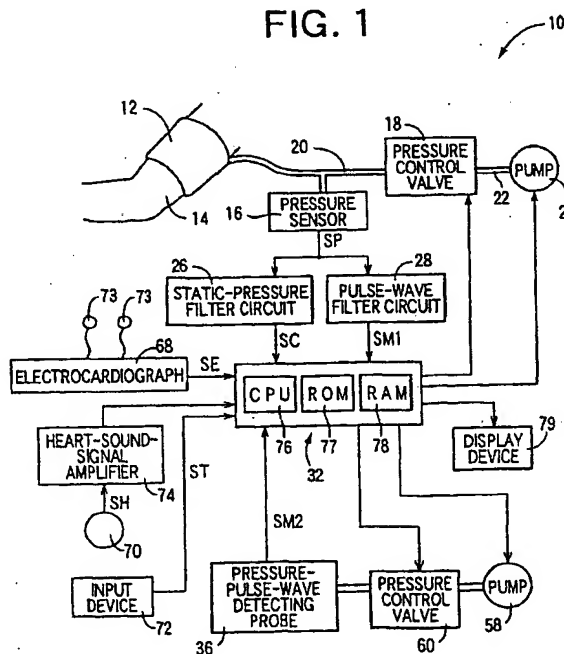 FIG. 1
10
12
14
20
18
PRESSURE
CONTROL
VALVE
22
PUMP
16
PRESSURE
SENSOR
SP
26
STATIC-PRESSURE
FILTER CIRCUIT
28
PULSE-WAVE
FILTER CIRCUIT
73
73
68
ELECTROCARDIOGRAPH
SE
SC
SM1
CPU
ROM
RAM
76
77
78
32
HEART-SOUND-
SIGNAL
AMPLIFIER
74
ST
SH
70
INPUT
DEVICE
72
DISPLAY
DEVICE
79
SM2
PRESSURE-
PULSE-WAVE
DETECTING
PROBE
36
PRESSURE
CONTROL
VALVE
60
PUMP
58